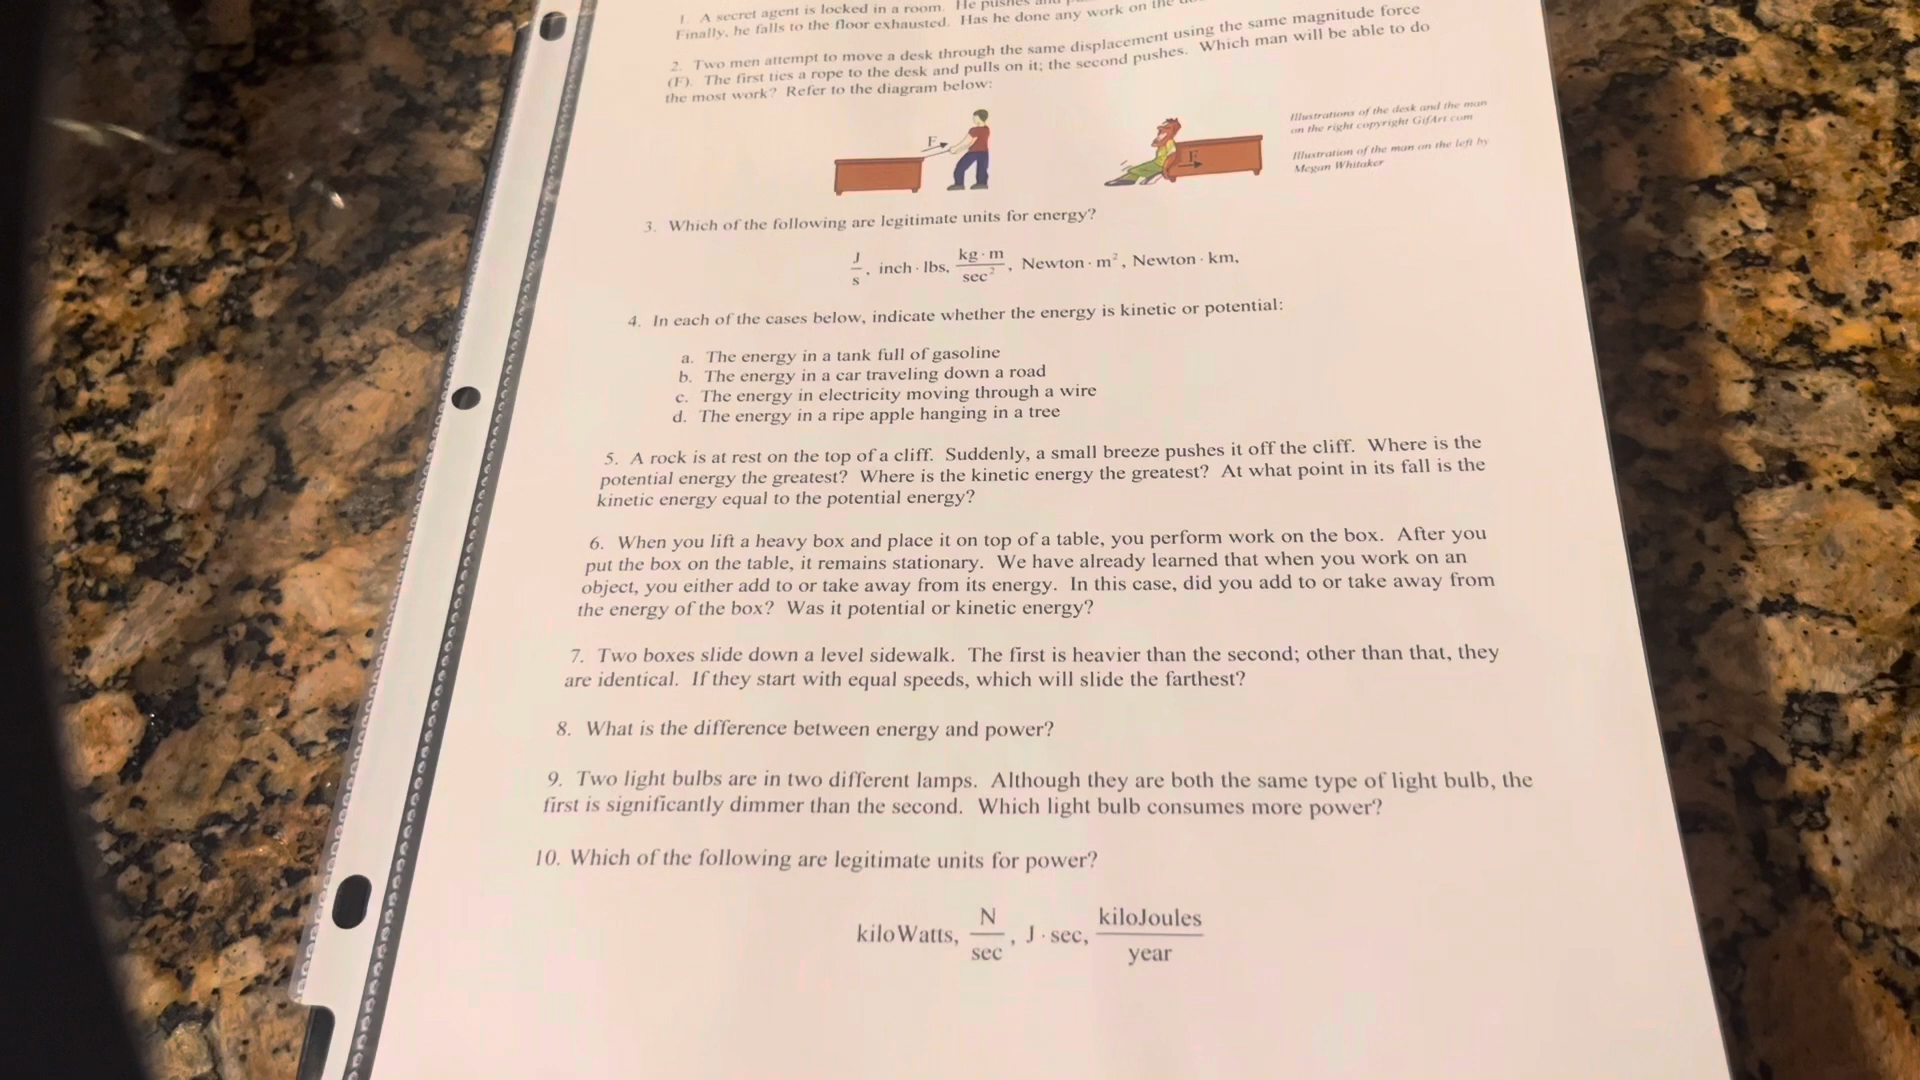 1. A secret agent is locked in a room. He pushes and
Finally, he falls to the floor exhausted. Has he done any work on the
2. Two men attempt to move a desk through the same displacement using the same magnitude force
(F). The first ties a rope to the desk and pulls on it; the second pushes. Which man will be able to do
the most work? Refer to the diagram below:
F
F
Illustrations of the desk and the man
on the right copyright GifArt.com
Illustration of the man on the left by
Megan Whitaker
3. Which of the following are legitimate units for energy?
J/s, inch · lbs, kg · m/sec², Newton · m², Newton · km,
4. In each of the cases below, indicate whether the energy is kinetic or potential:
a. The energy in a tank full of gasoline
b. The energy in a car traveling down a road
c. The energy in electricity moving through a wire
d. The energy in a ripe apple hanging in a tree
5. A rock is at rest on the top of a cliff. Suddenly, a small breeze pushes it off the cliff. Where is the
potential energy the greatest? Where is the kinetic energy the greatest? At what point in its fall is the
kinetic energy equal to the potential energy?
6. When you lift a heavy box and place it on top of a table, you perform work on the box. After you
put the box on the table, it remains stationary. We have already learned that when you work on an
object, you either add to or take away from its energy. In this case, did you add to or take away from
the energy of the box? Was it potential or kinetic energy?
7. Two boxes slide down a level sidewalk. The first is heavier than the second; other than that, they
are identical. If they start with equal speeds, which will slide the farthest?
8. What is the difference between energy and power?
9. Two light bulbs are in two different lamps. Although they are both the same type of light bulb, the
first is significantly dimmer than the second. Which light bulb consumes more power?
10. Which of the following are legitimate units for power?
kiloWatts, N/sec, J · sec, kiloJoules/year